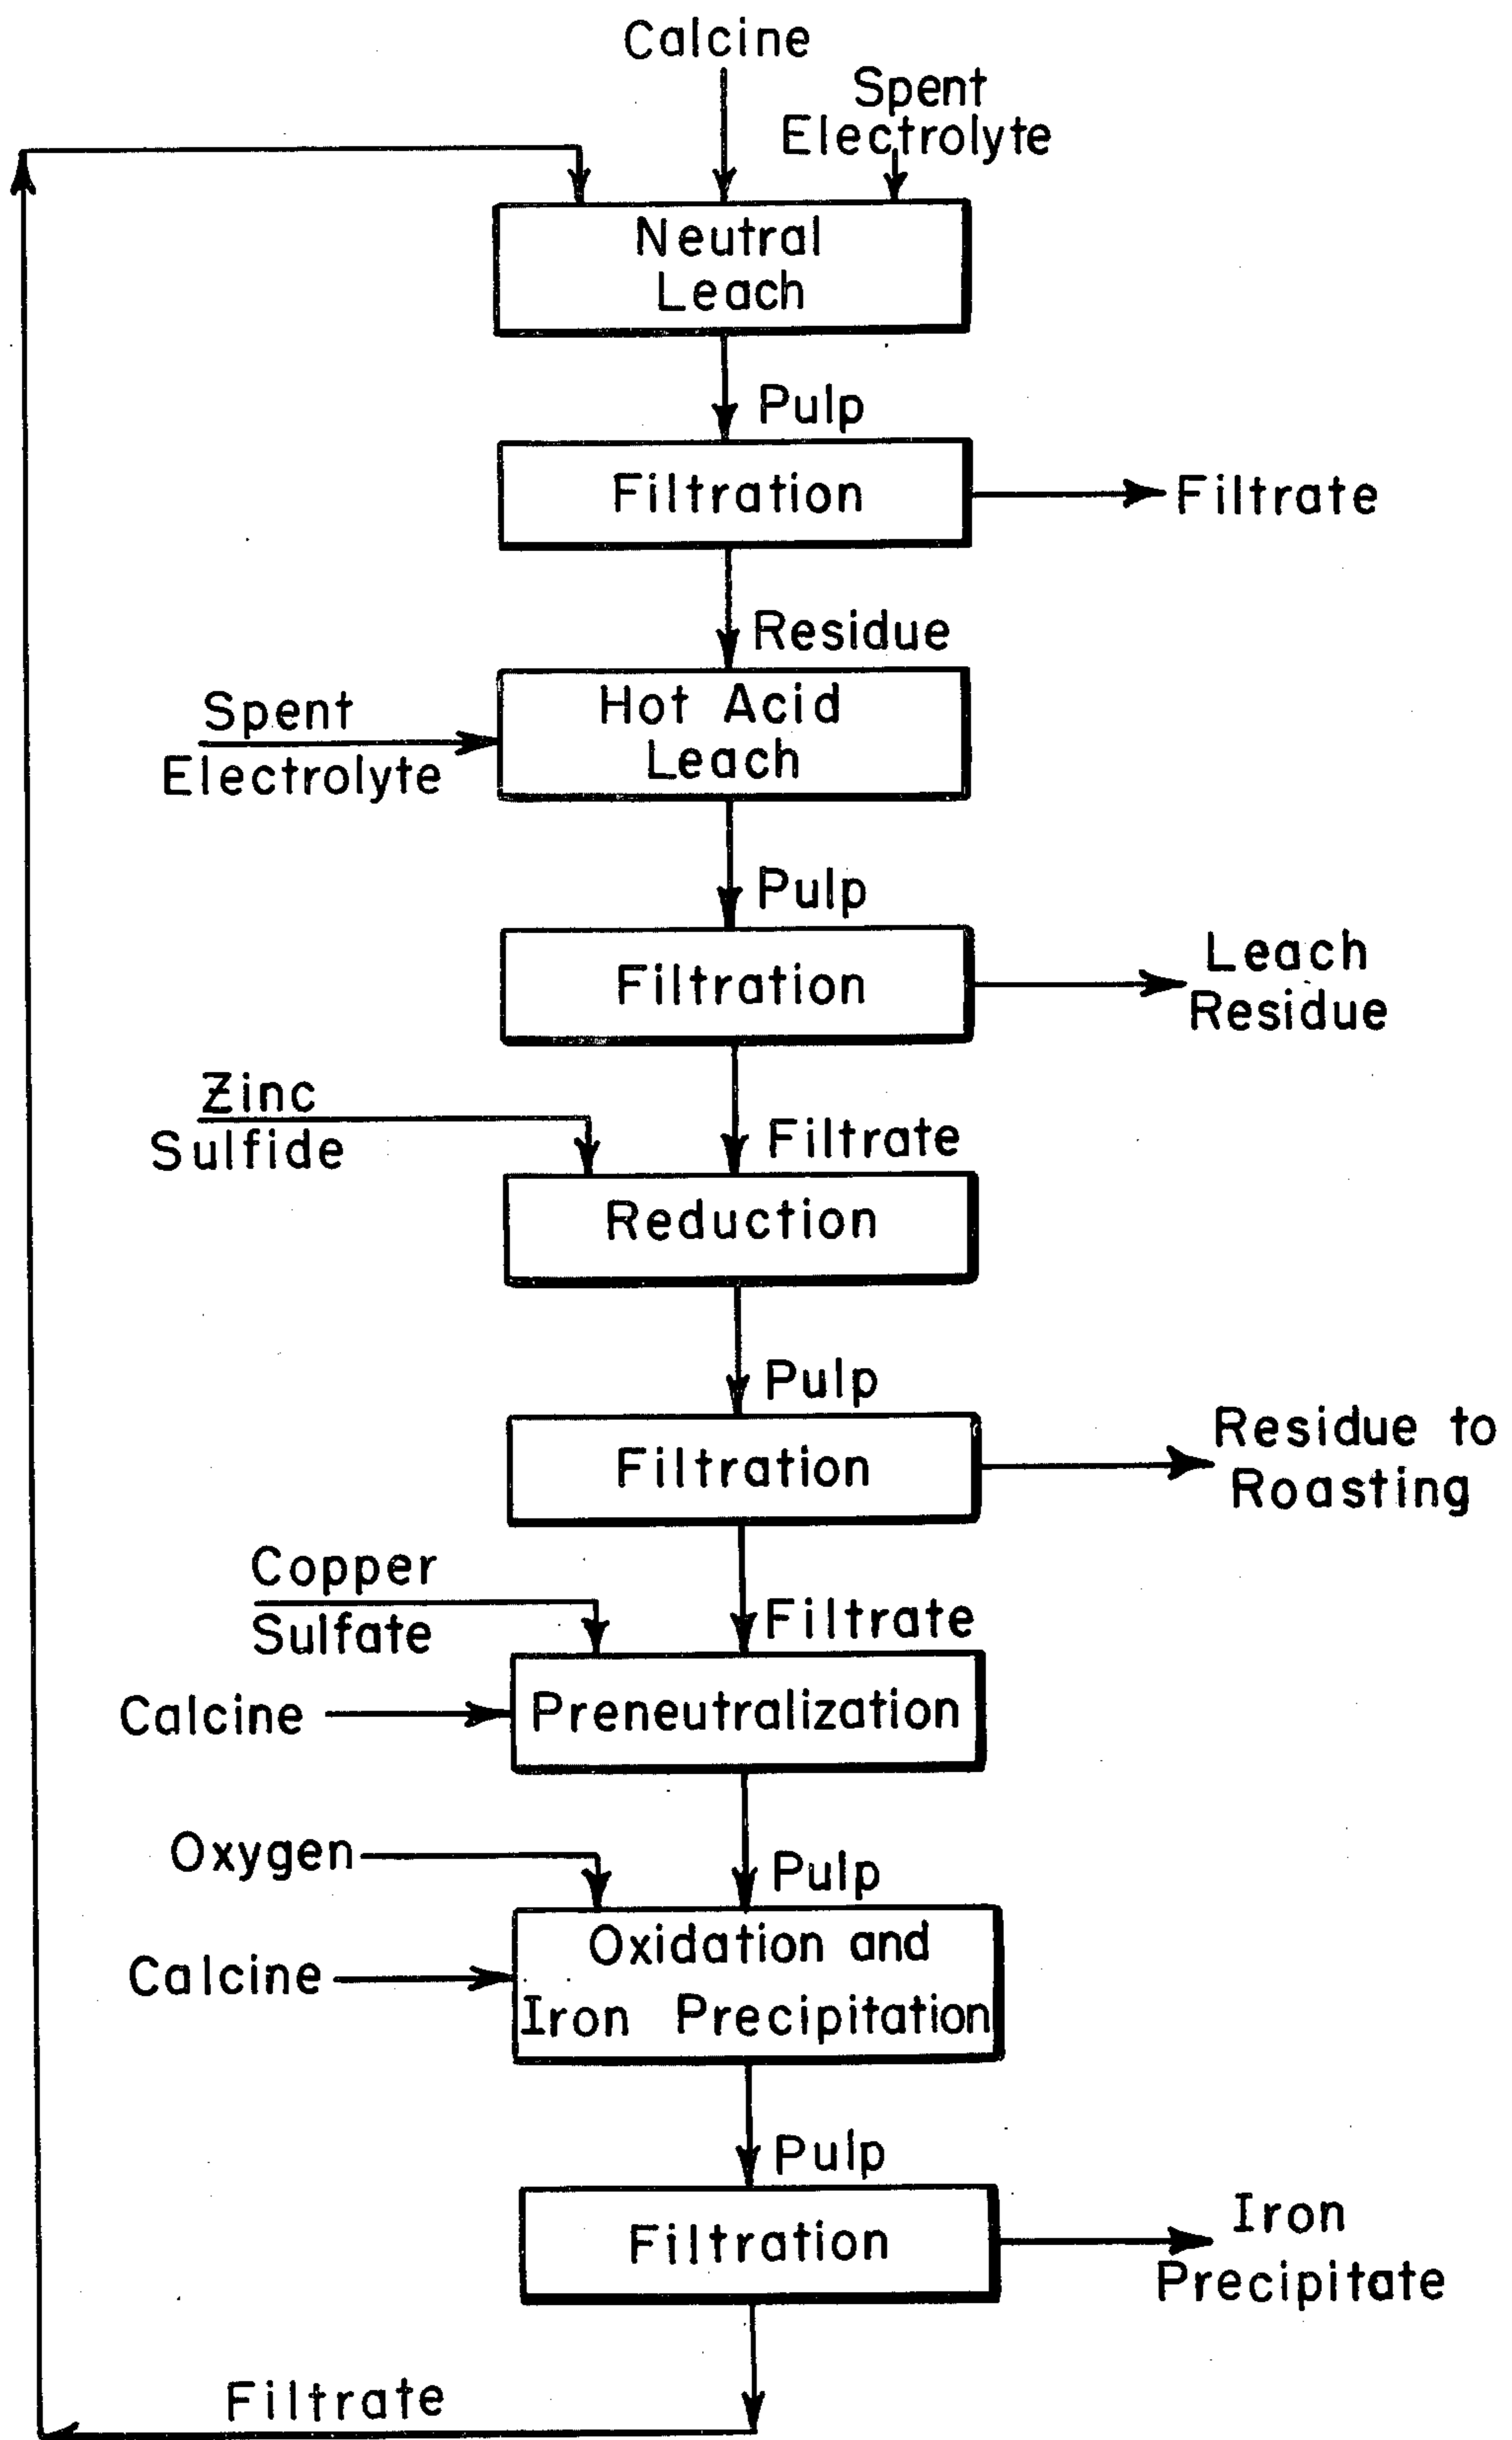 Calcine
Spent
Electrolyte
Neutral
Leach
Pulp
Filtration
Filtrate
Residue
Spent
Electrolyte
Hot Acid
Leach
Pulp
Filtration
Leach
Residue
Zinc
Sulfide
Filtrate
Reduction
Pulp
Filtration
Residue to
Roasting
Copper
Sulfate
Filtrate
Calcine
Preneutralization
Oxygen
Pulp
Calcine
Oxidation and
Iron Precipitation
Pulp
Filtration
Iron
Precipitate
Filtrate